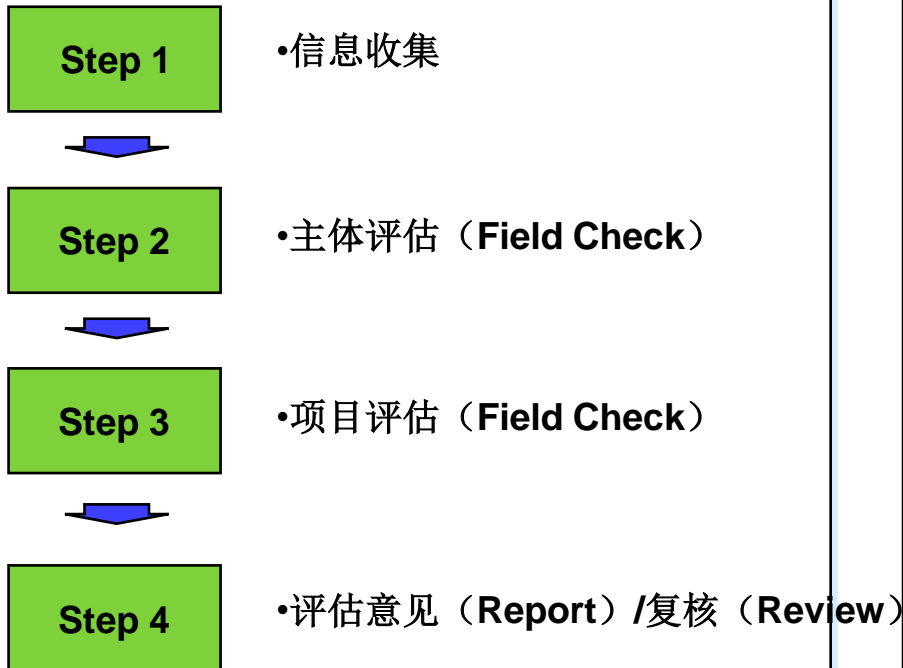 Step 1
•信息收集
Step 2
•主体评估（Field Check）
Step 3
•项目评估（Field Check）
Step 4
•评估意见（Report）/复核（Review）